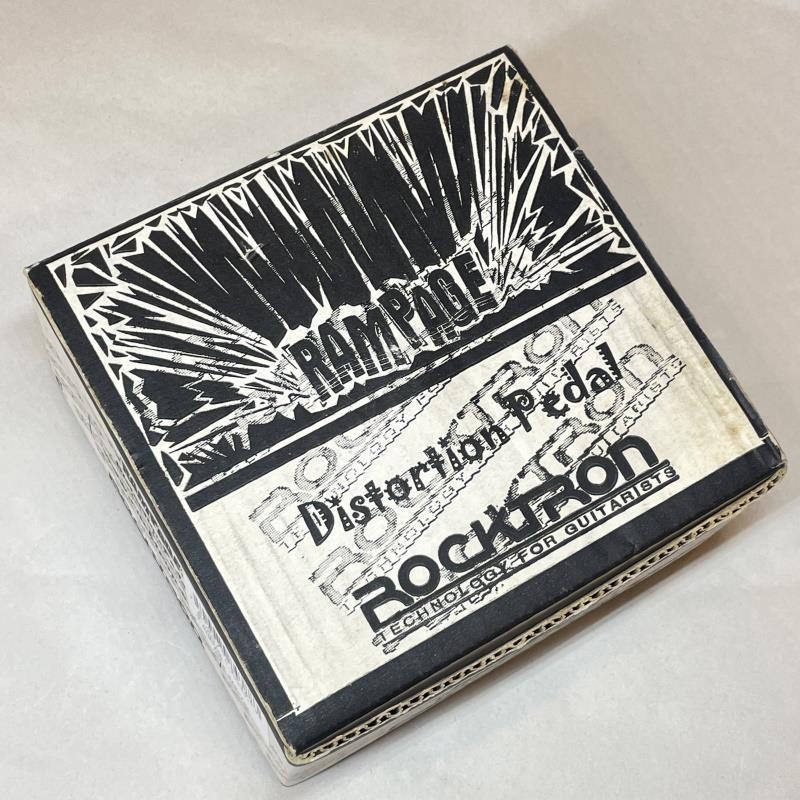 RAMPAGE
Distortion Pedal
ROCKTRON
TECHNOLOGY FOR GUITARISTS